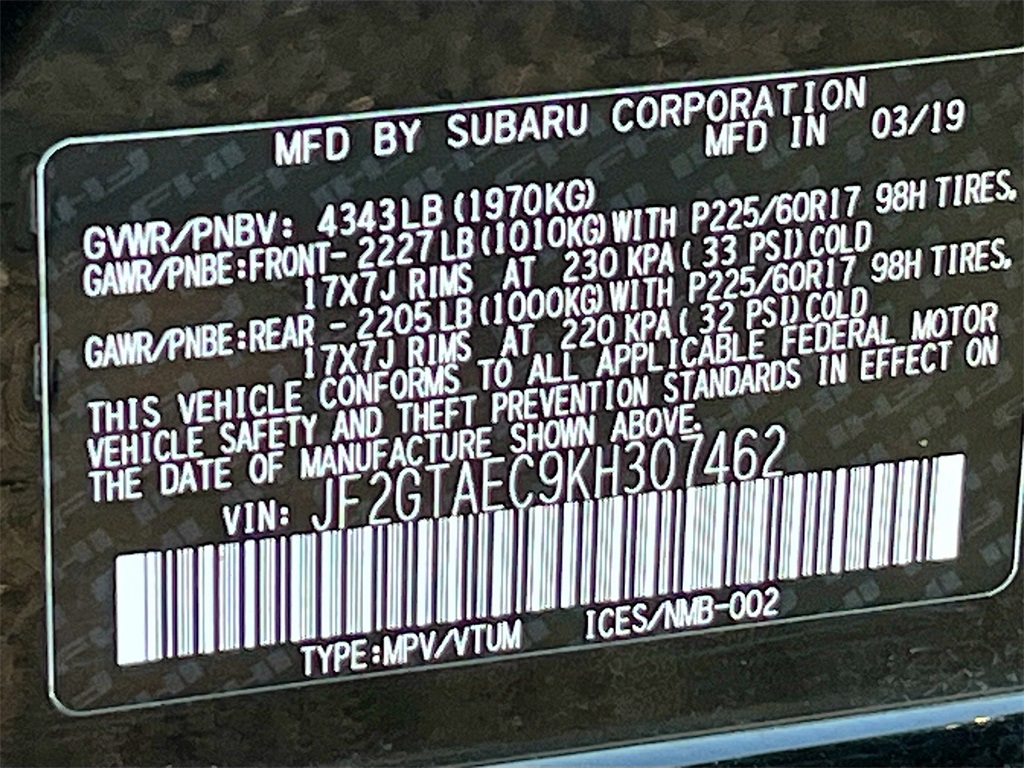 MFD BY SUBARU CORPORATION
MFD IN 03/19
GVWR/PNBV: 4343LB (1970KG)
GAWR/PNBE:FRONT- 2227LB(1010KG)WITH P225/60R17 98H TIRES.
17X7J RIMS AT 230 KPA( 33 PSI)COLD
GAWR/PNBE:REAR - 2205LB(1000KG)WITH P225/60R17 98H TIRES.
17X7J RIMS AT 220 KPA( 32 PSI)COLD
THIS VEHICLE CONFORMS TO ALL APPLICABLE FEDERAL MOTOR
VEHICLE SAFETY AND THEFT PREVENTION STANDARDS IN EFFECT ON
THE DATE OF MANUFACTURE SHOWN ABOVE.
VIN: JF2GTAEC9KH307462
TYPE:MPV/VTUM ICES/NMB-002